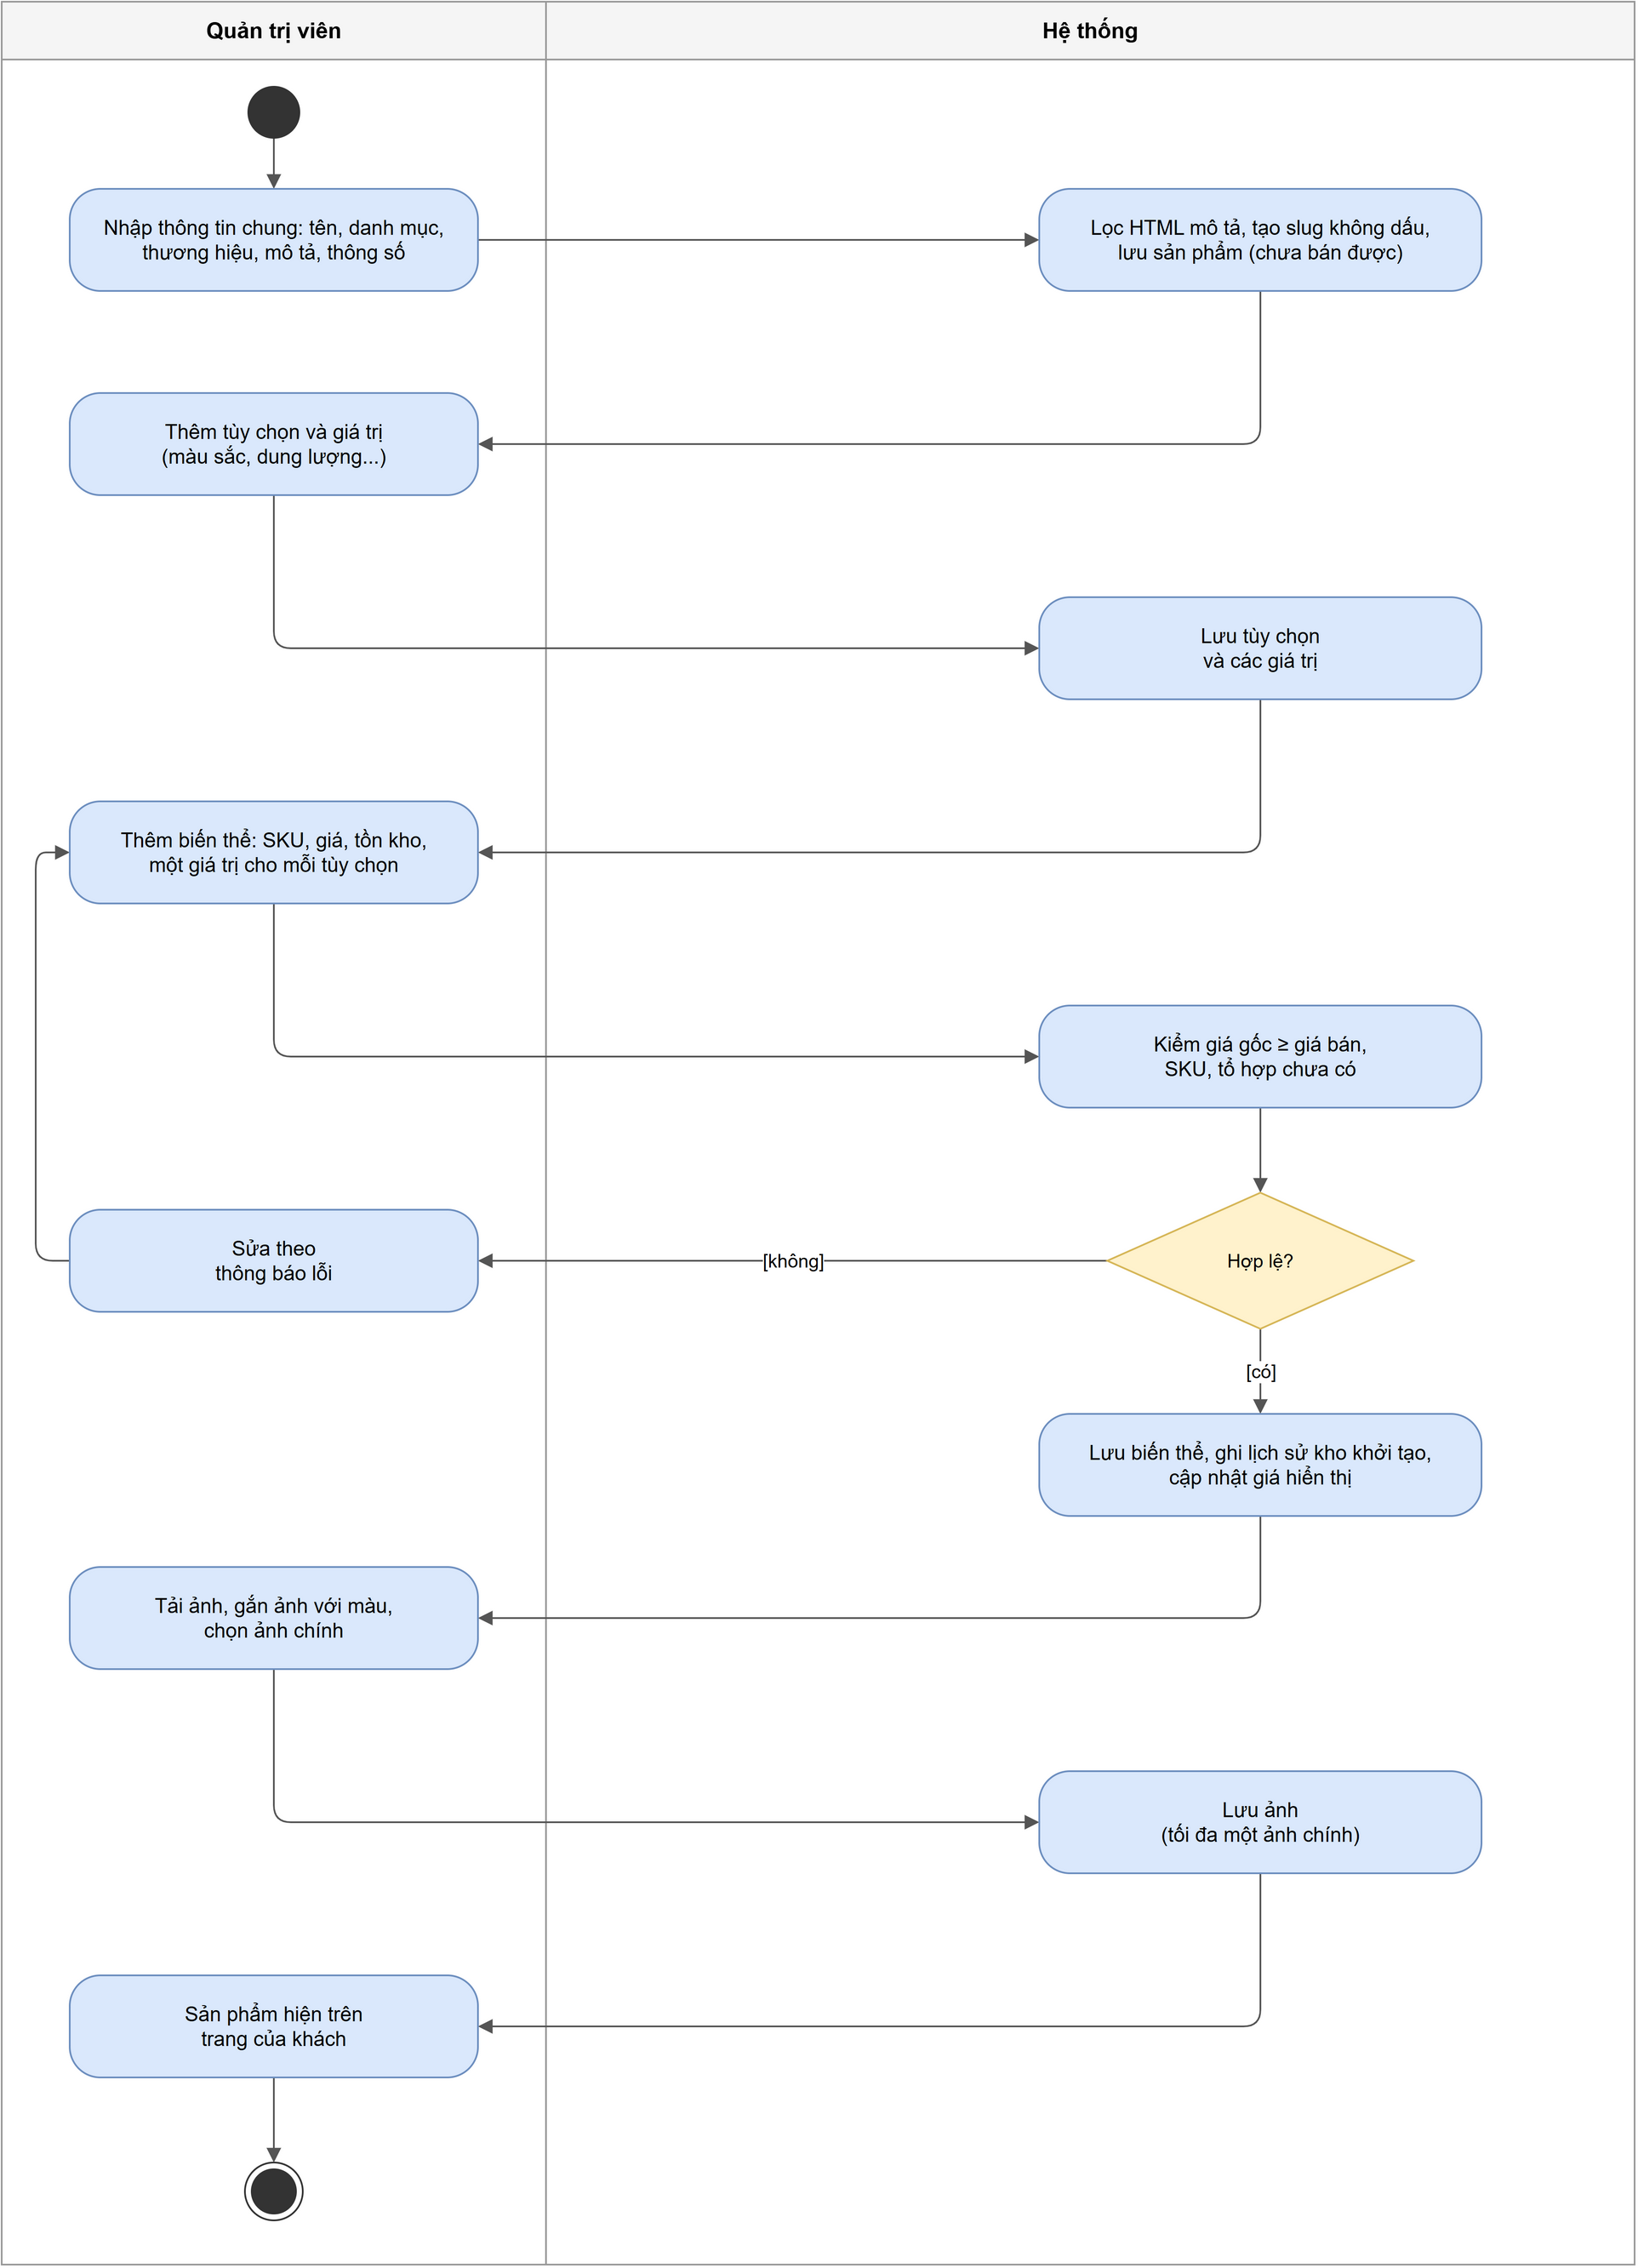 Quản trị viên
Hệ thống
Nhập thông tin chung: tên, danh mục,
thương hiệu, mô tả, thông số
Lọc HTML mô tả, tạo slug không dấu,
lưu sản phẩm (chưa bán được)
Thêm tùy chọn và giá trị
(màu sắc, dung lượng...)
Lưu tùy chọn
và các giá trị
Thêm biến thể: SKU, giá, tồn kho,
một giá trị cho mỗi tùy chọn
Kiểm giá gốc ≥ giá bán,
SKU, tổ hợp chưa có
Sửa theo
thông báo lỗi
[không]
Hợp lệ?
[có]
Lưu biến thể, ghi lịch sử kho khởi tạo,
cập nhật giá hiển thị
Tải ảnh, gắn ảnh với màu,
chọn ảnh chính
Lưu ảnh
(tối đa một ảnh chính)
Sản phẩm hiện trên
trang của khách